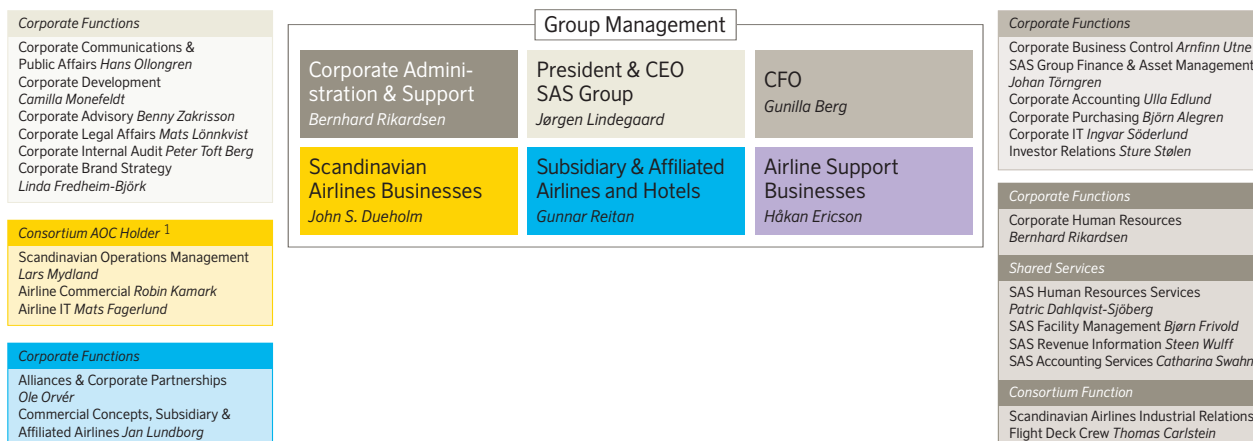 Corporate Functions
Corporate Communications &
Public Affairs Hans Ollongren
Corporate Development
Camilla Monefeldt
Corporate Advisory Benny Zakrisson
Corporate Legal Affairs Mats Lönnkvist
Corporate Internal Audit Peter Toft Berg
Corporate Brand Strategy
Linda Fredheim-Björk
Consortium AOC Holder 1
Scandinavian Operations Management
Lars Mydland
Airline Commercial Robin Kamark
Airline IT Mats Fagerlund
Corporate Functions
Alliances & Corporate Partnerships
Ole Orvér
Commercial Concepts, Subsidiary &
Affiliated Airlines Jan Lundborg
Group Management
Corporate Admini-
stration & Support
Bernhard Rikardsen
President & CEO
SAS Group
Jørgen Lindegaard
CFO
Gunilla Berg
Scandinavian
Airlines Businesses
John S. Dueholm
Subsidiary & Affiliated
Airlines and Hotels
Gunnar Reitan
Airline Support
Businesses
Håkan Ericson
Corporate Functions
Corporate Business Control Arnfinn Utne
SAS Group Finance & Asset Management
Johan Törngren
Corporate Accounting Ulla Edlund
Corporate Purchasing Björn Alegren
Corporate IT Ingvar Söderlund
Investor Relations Sture Stølen
Corporate Functions
Corporate Human Resources
Bernhard Rikardsen
Shared Services
SAS Human Resources Services
Patric Dahlqvist-Sjöberg
SAS Facility Management Bjørn Frivold
SAS Revenue Information Steen Wulff
SAS Accounting Services Catharina Swahn
Consortium Function
Scandinavian Airlines Industrial Relations
Flight Deck Crew Thomas Carlstein